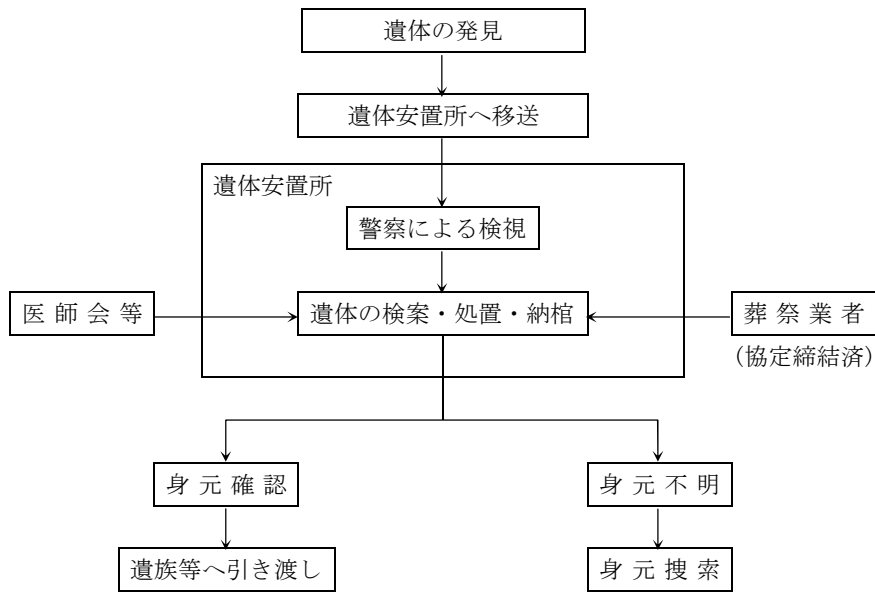 遺体の発見
遺体安置所へ移送
遺体安置所
警察による検視
医師会等
遺体の検案・処置・納棺
葬祭業者
（協定締結済）
身元確認
身元不明
遺族等へ引き渡し
身元捜索